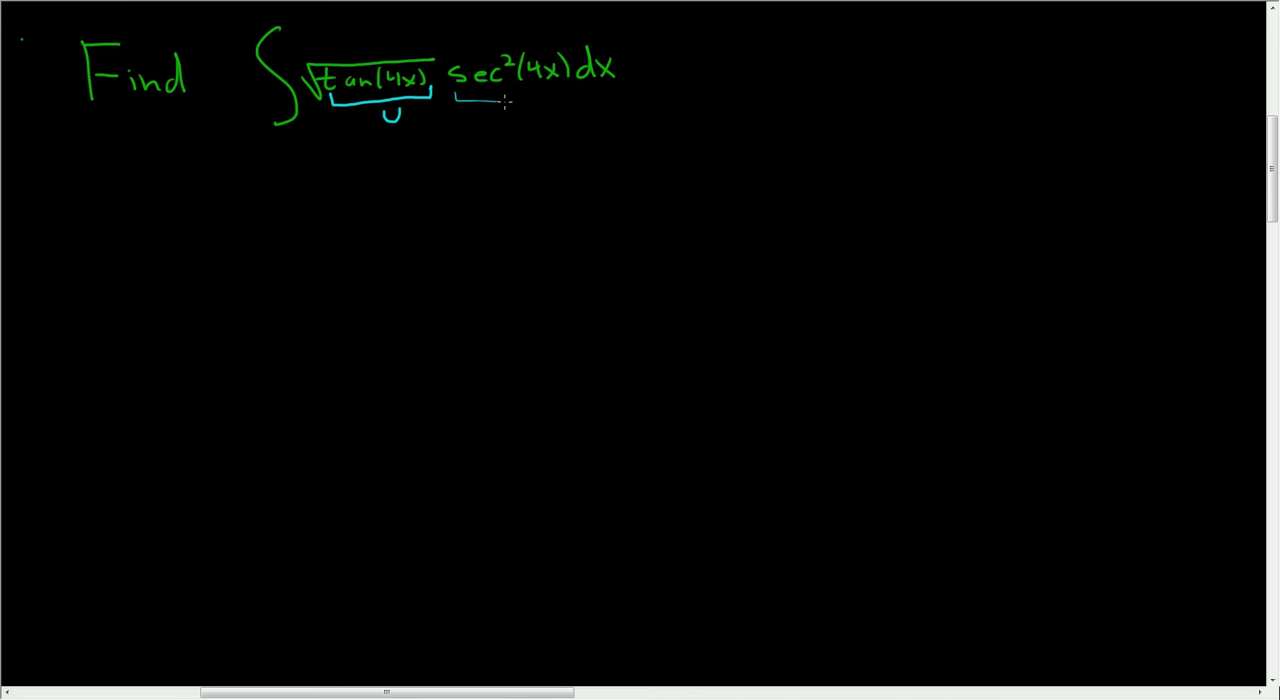 Find ∫ √tan(4x) sec²(4x) dx
U